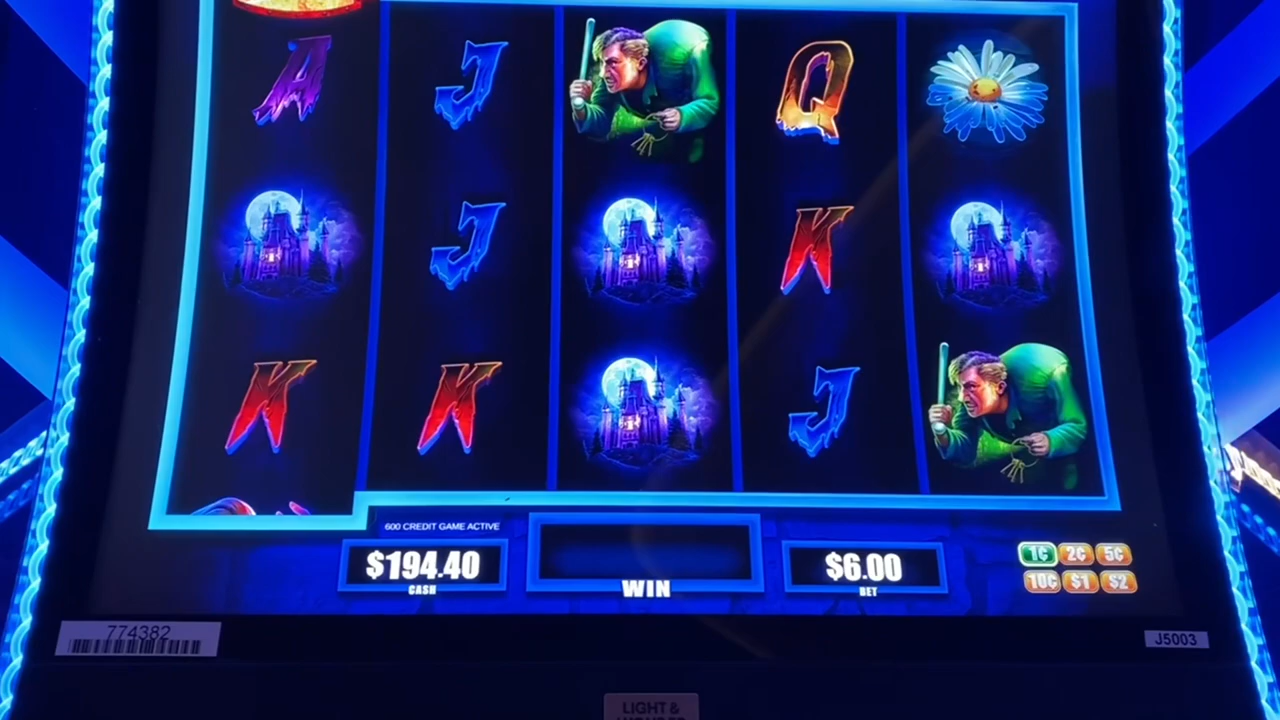 A J Q
J K
K K J
600 CREDIT GAME ACTIVE
$194.40 $6.00 1¢ 2¢ 5¢
CASH WIN BET 10¢ $1 $2
774382 J5003
LIGHT &
WONDER